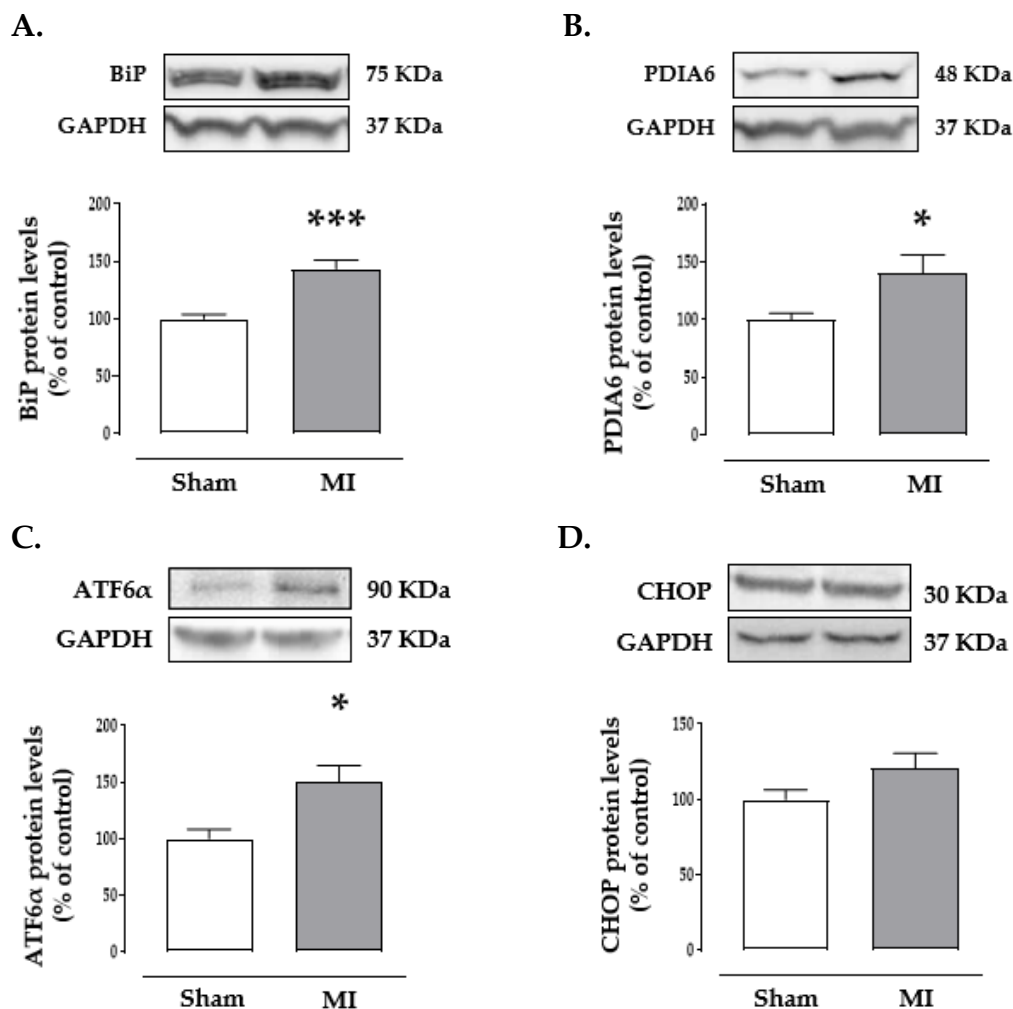 A.
BiP 75 KDa
GAPDH 37 KDa
BiP protein levels
(% of control)
200
150
100
50
0
***
Sham MI
B.
PDIA6 48 KDa
GAPDH 37 KDa
PDIA6 protein levels
(% of control)
200
150
100
50
0
*
Sham MI
C.
ATF6α 90 KDa
GAPDH 37 KDa
ATF6α protein levels
(% of control)
200
150
100
50
0
*
Sham MI
D.
CHOP 30 KDa
GAPDH 37 KDa
CHOP protein levels
(% of control)
150
100
50
0
Sham MI